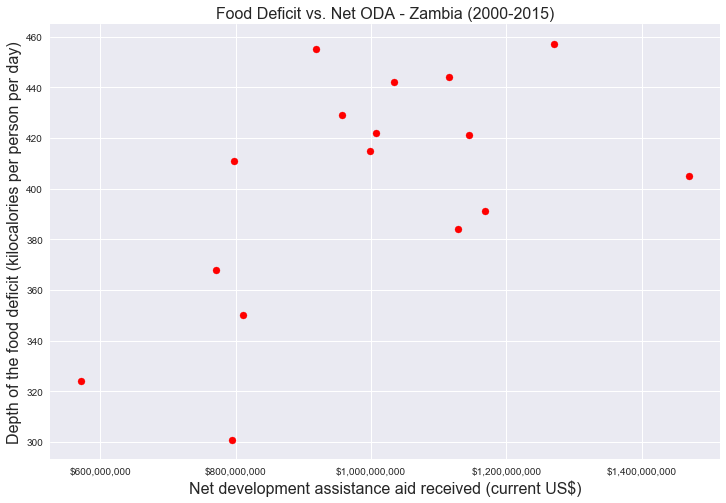 Food Deficit vs. Net ODA - Zambia (2000-2015)
Depth of the food deficit (kilocalories per person per day)
460
440
420
400
380
360
340
320
300
$600,000,000 $800,000,000 $1,000,000,000 $1,200,000,000 $1,400,000,000
Net development assistance aid received (current US$)